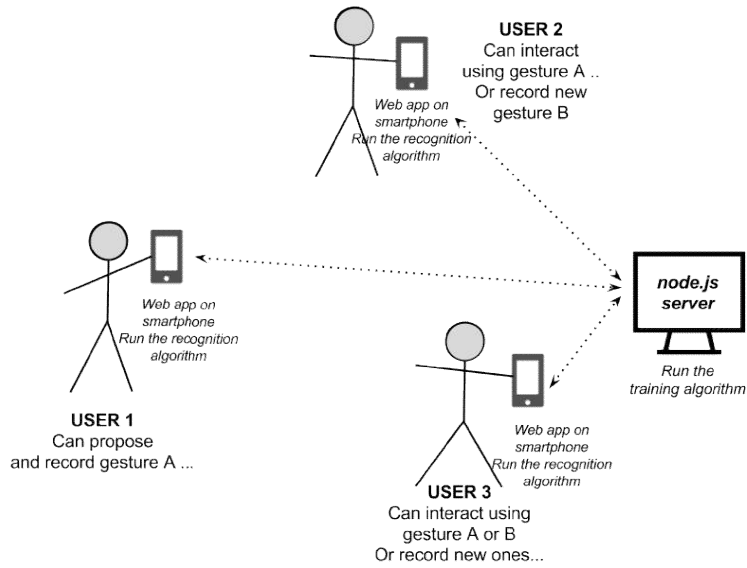 USER 2
Can interact
using gesture A ..
Or record new
gesture B
Web app on
smartphone
Run the recognition
algorithm
node.js
server
Run the
training algorithm
Web app on
smartphone
Run the recognition
algorithm
USER 1
Can propose
and record gesture A ...
Web app on
smartphone
Run the recognition
algorithm
USER 3
Can interact using
gesture A or B
Or record new ones...